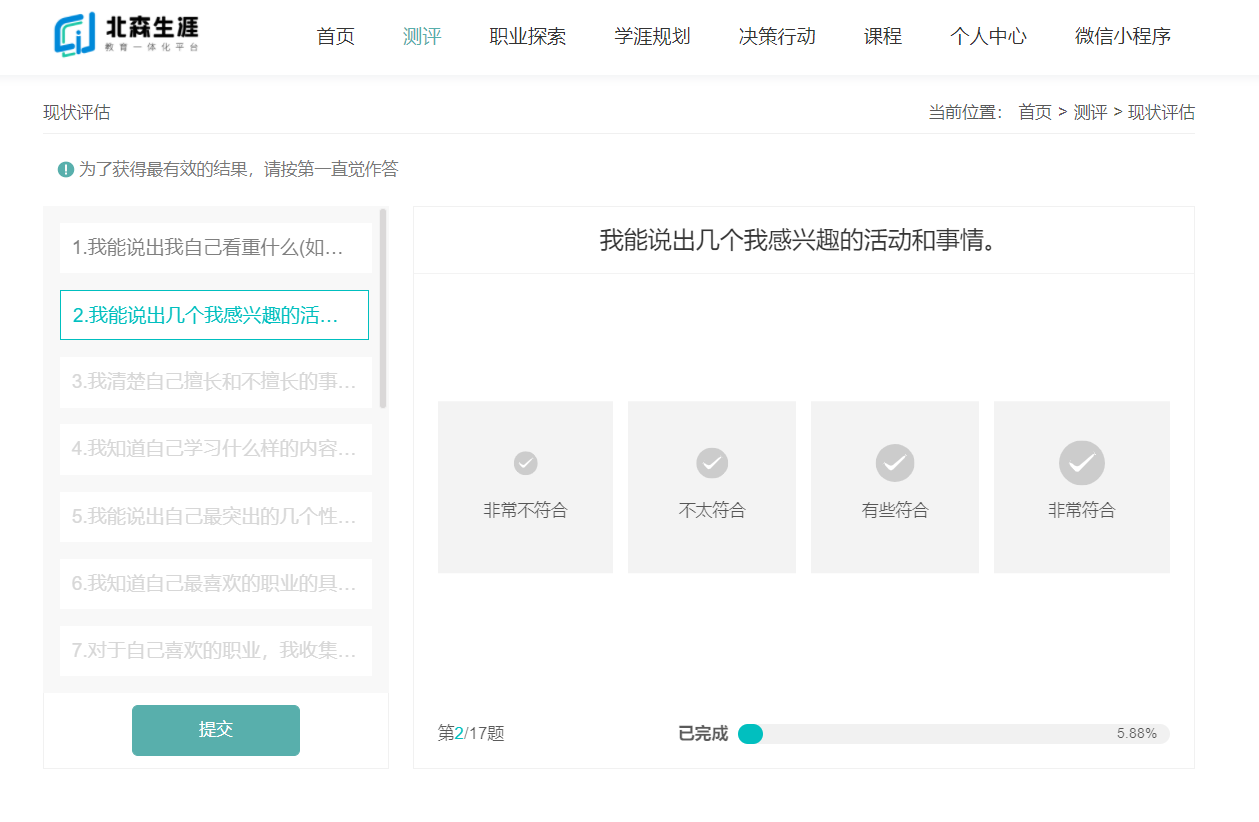 北森生涯
教育一体化平台
首页 测评 职业探索 学涯规划 决策行动 课程 个人中心 微信小程序
现状评估
当前位置： 首页 > 测评 > 现状评估
为了获得最有效的结果，请按第一直觉作答
1.我能说出我自己看重什么(如...
2.我能说出几个我感兴趣的活...
3.我清楚自己擅长和不擅长的事...
4.我知道自己学习什么样的内容...
5.我能说出自己最突出的几个性...
6.我知道自己最喜欢的职业的具...
7.对于自己喜欢的职业，我收集...
提交
我能说出几个我感兴趣的活动和事情。
非常不符合 不太符合 有些符合 非常符合
第2/17题 已完成 5.88%